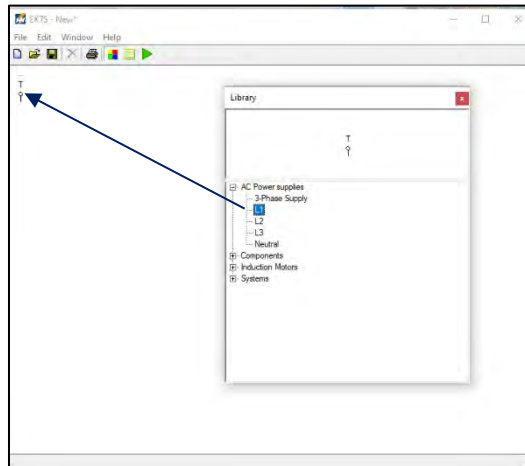 EKTS - New*
File Edit Window Help
T
Library
x
T
AC Power supplies
3-Phase Supply
L1
L2
L3
Neutral
Components
Induction Motors
Systems